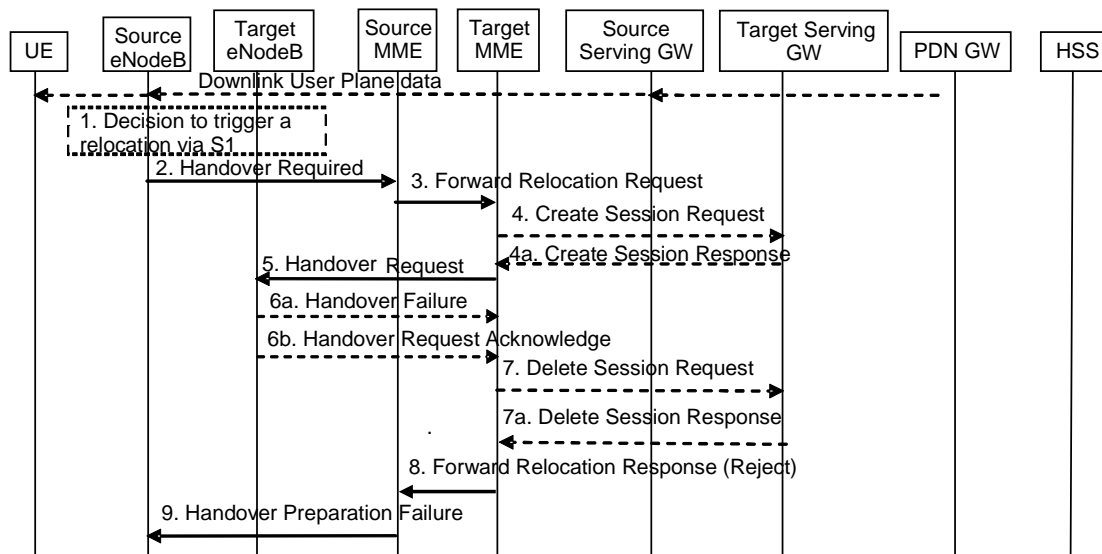 UE
Source
eNodeB
Target
eNodeB
Source
MME
Target
MME
Source
Serving GW
Target Serving
GW
PDN GW
HSS
Downlink User Plane data
1. Decision to trigger a
relocation via S1
2. Handover Required
3. Forward Relocation Request
4. Create Session Request
4a. Create Session Response
5. Handover Request
6a. Handover Failure
6b. Handover Request Acknowledge
7. Delete Session Request
7a. Delete Session Response
.
8. Forward Relocation Response (Reject)
9. Handover Preparation Failure